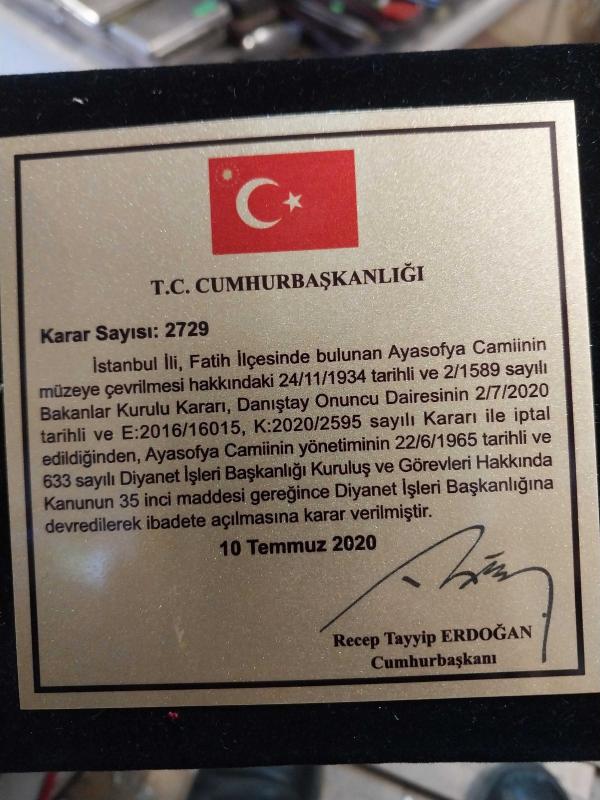 T.C. CUMHURBAŞKANLIĞI
Karar Sayısı: 2729
İstanbul İli, Fatih İlçesinde bulunan Ayasofya Camiinin
müzeye çevrilmesi hakkındaki 24/11/1934 tarihli ve 2/1589 sayılı
Bakanlar Kurulu Kararı, Danıştay Onuncu Dairesinin 2/7/2020
tarihli ve E:2016/16015, K:2020/2595 sayılı Kararı ile iptal
edildiğinden, Ayasofya Camiinin yönetiminin 22/6/1965 tarihli ve
633 sayılı Diyanet İşleri Başkanlığı Kuruluş ve Görevleri Hakkında
Kanunun 35 inci maddesi gereğince Diyanet İşleri Başkanlığına
devredilerek ibadete açılmasına karar verilmiştir.
10 Temmuz 2020
Recep Tayyip ERDOĞAN
Cumhurbaşkanı